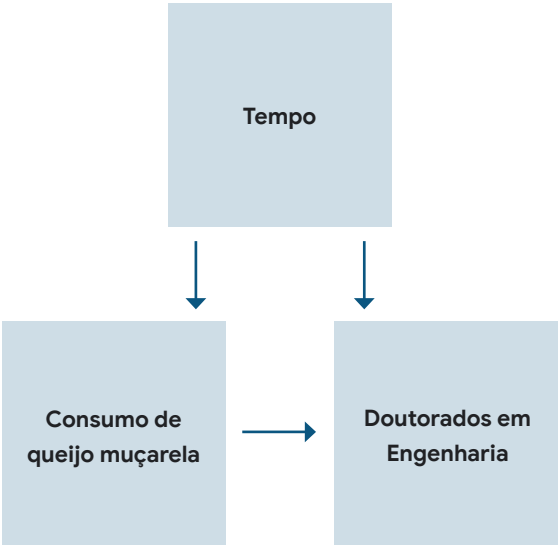 Tempo
Consumo de
queijo muçarela
Doutorados em
Engenharia